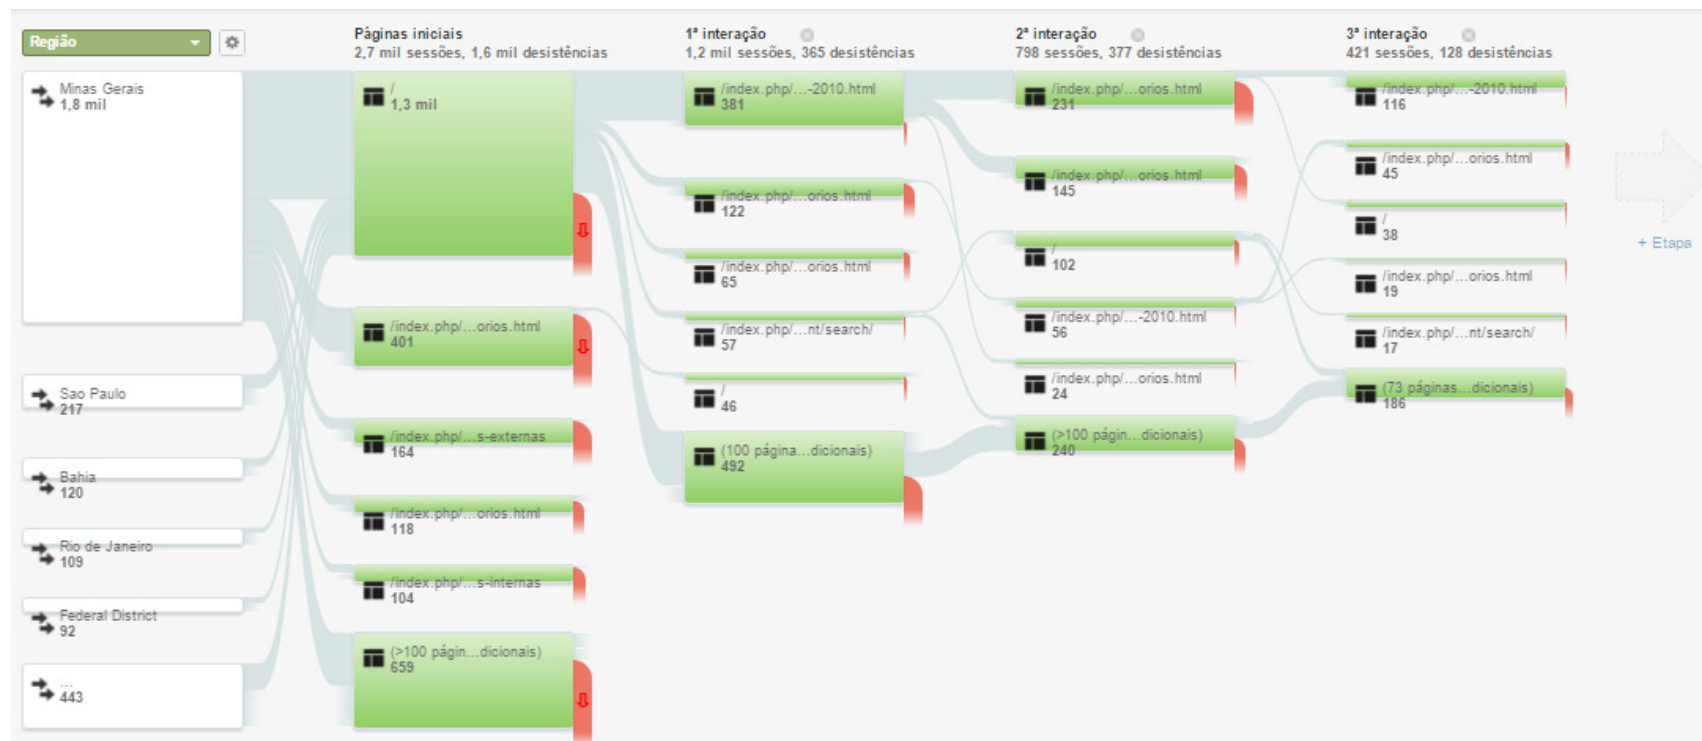 Região
Minas Gerais
1,8 mil
Sao Paulo
217
Bahia
120
Rio de Janeiro
109
Federal District
92
...
443
Páginas iniciais
2,7 mil sessões, 1,6 mil desistências
/
1,3 mil
/index.php/...orios.html
401
/index.php/...s-externas
164
/index.php/...orios.html
118
/index.php/...s-internas
104
(>100 págin...dicionais)
659
1ª interação
1,2 mil sessões, 365 desistências
/index.php/...-2010.html
381
/index.php/...orios.html
122
/index.php/...orios.html
65
/index.php/...nt/search/
57
/
46
(100 página...dicionais)
492
2ª interação
798 sessões, 377 desistências
/index.php/...orios.html
231
/index.php/...orios.html
145
/
102
/index.php/...-2010.html
56
/index.php/...orios.html
24
(>100 págin...dicionais)
240
3ª interação
421 sessões, 128 desistências
/index.php/...-2010.html
116
/index.php/...orios.html
45
/
38
/index.php/...orios.html
19
/index.php/...nt/search/
17
(73 páginas...dicionais)
186
+ Etapa